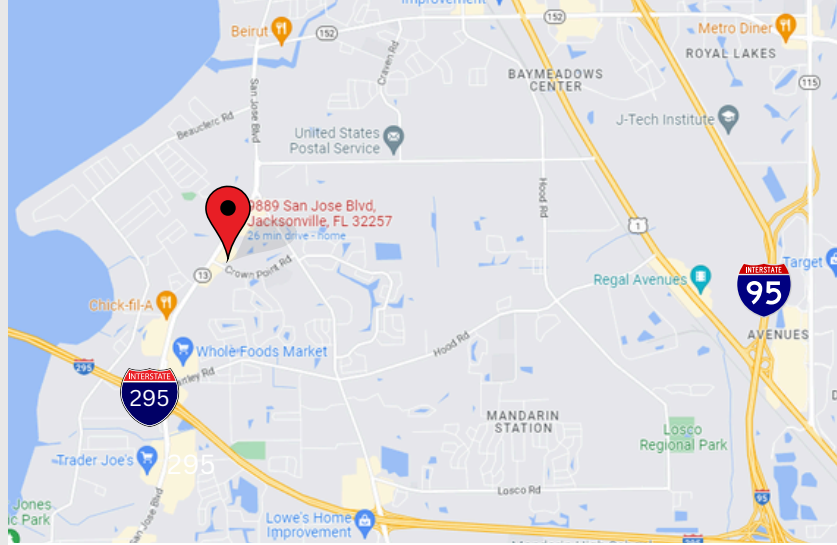 Improvement
152
Beirut
152
Metro Diner
Craven Rd
ROYAL LAKES
BAYMEADOWS
CENTER
115
San Jose Blvd
Beauclerc Rd
J-Tech Institute
United States
Postal Service
Hood Rd
9889 San Jose Blvd,
Jacksonville, FL 32257
26 min drive - home
1
Crown Point Rd
13
Target
Regal Avenues
INTERSTATE
95
Chick-fil-A
AVENUES
Hood Rd
Whole Foods Market
295
INTERSTATE
295
MANDARIN
STATION
Losco
Regional Park
Trader Joe's
295
Losco Rd
95
San Jose Blvd
Jones
Park
Lowe's Home
Improvement